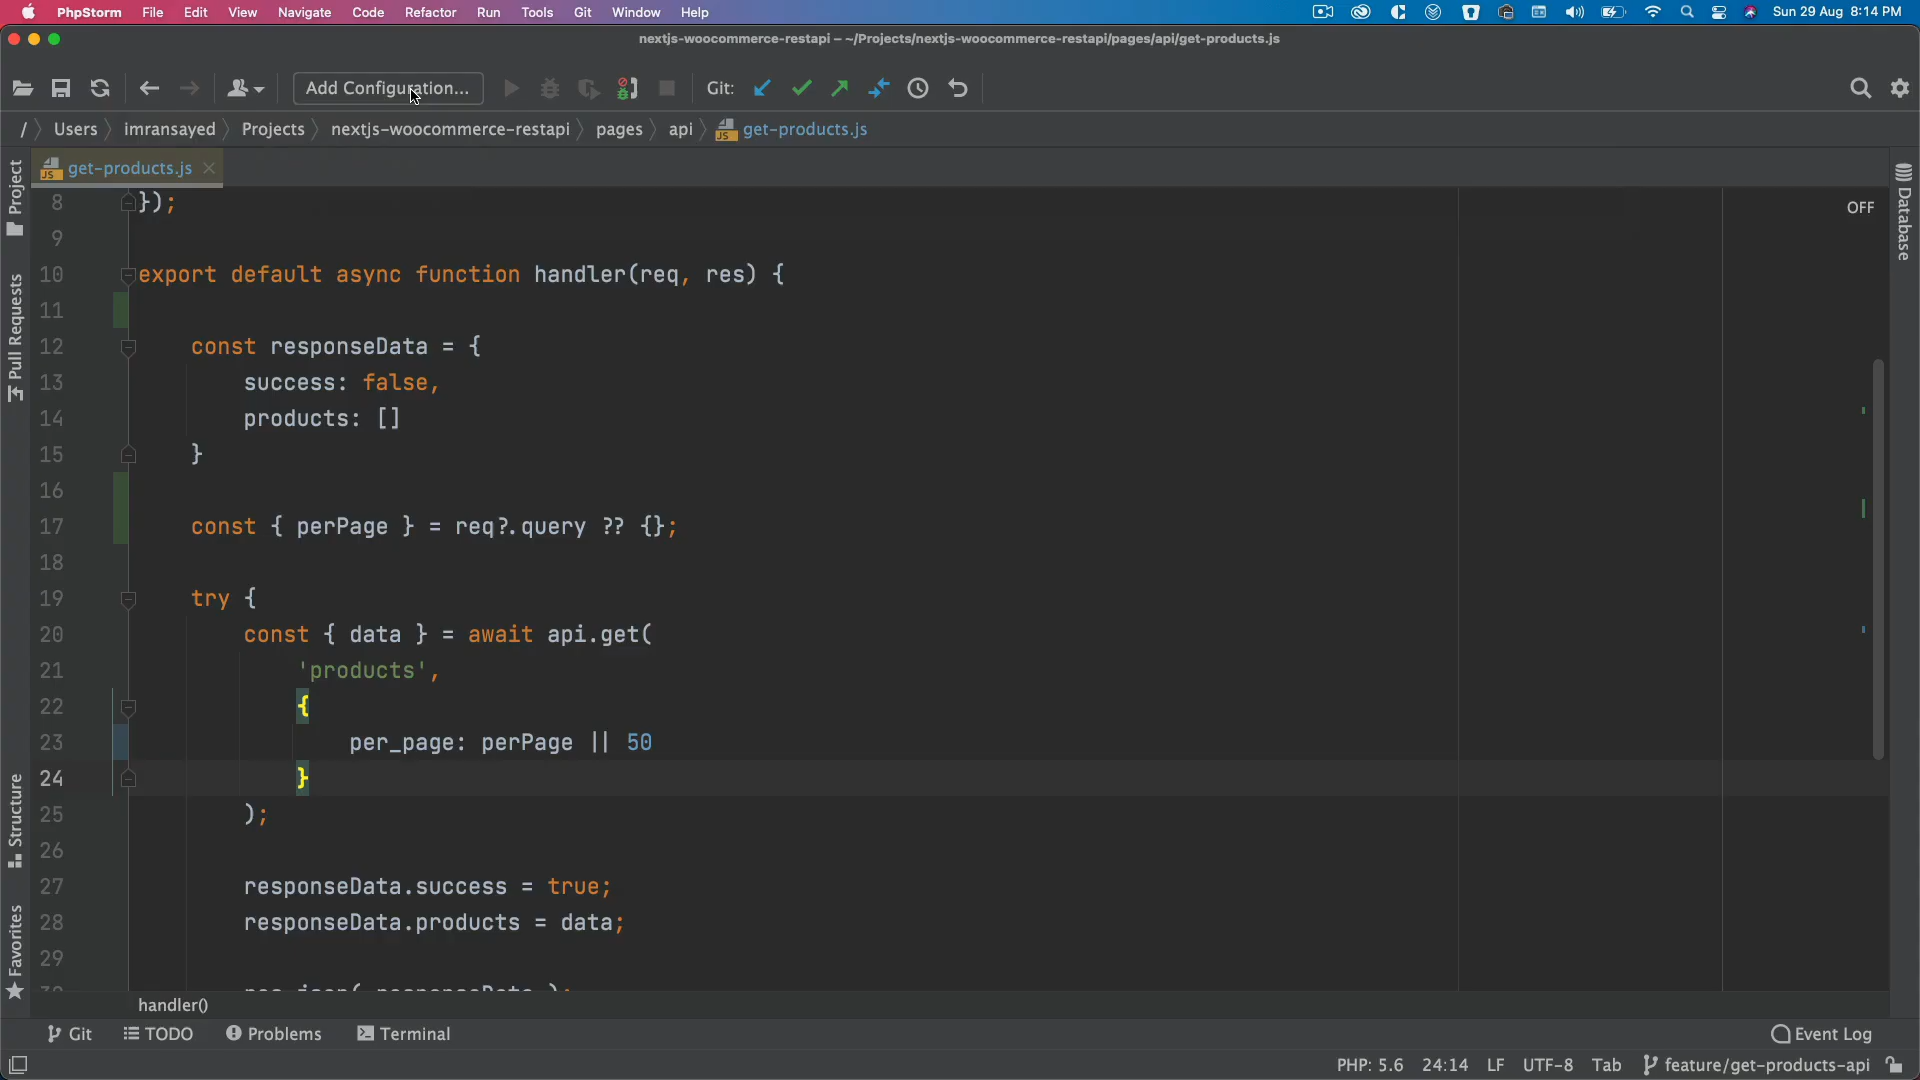 PhpStorm File Edit View Navigate Code Refactor Run Tools Git Window Help Sun 29 Aug 8:14 PM
nextjs-woocommerce-restapi – ~/Projects/nextjs-woocommerce-restapi/pages/api/get-products.js
Add Configuration... Git:
/ Users imransayed Projects nextjs-woocommerce-restapi pages api JS get-products.js
JS get-products.js
Project
Pull Requests
Structure
Favorites
Database
OFF
8 });
9
10 export default async function handler(req, res) {
11
12 const responseData = {
13 success: false,
14 products: []
15 }
16
17 const { perPage } = req?.query ?? {};
18
19 try {
20 const { data } = await api.get(
21 'products',
22 {
23 per_page: perPage || 50
24 }
25 );
26
27 responseData.success = true;
28 responseData.products = data;
29
handler()
Git TODO Problems Terminal Event Log
PHP: 5.6 24:14 LF UTF-8 Tab feature/get-products-api